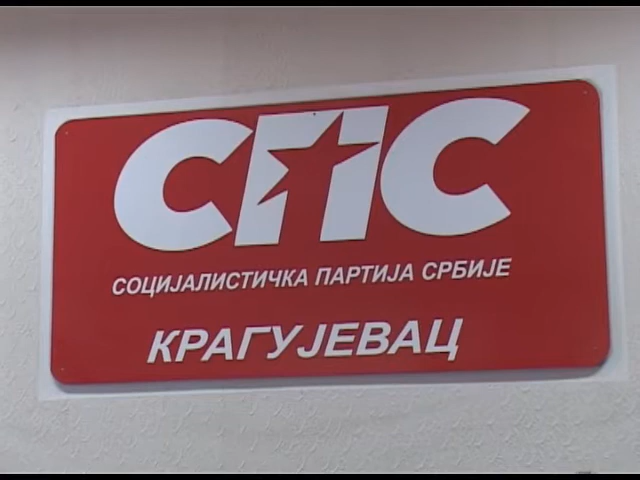 СПС
СОЦИЈАЛИСТИЧКА ПАРТИЈА СРБИЈЕ
КРАГУЈЕВАЦ